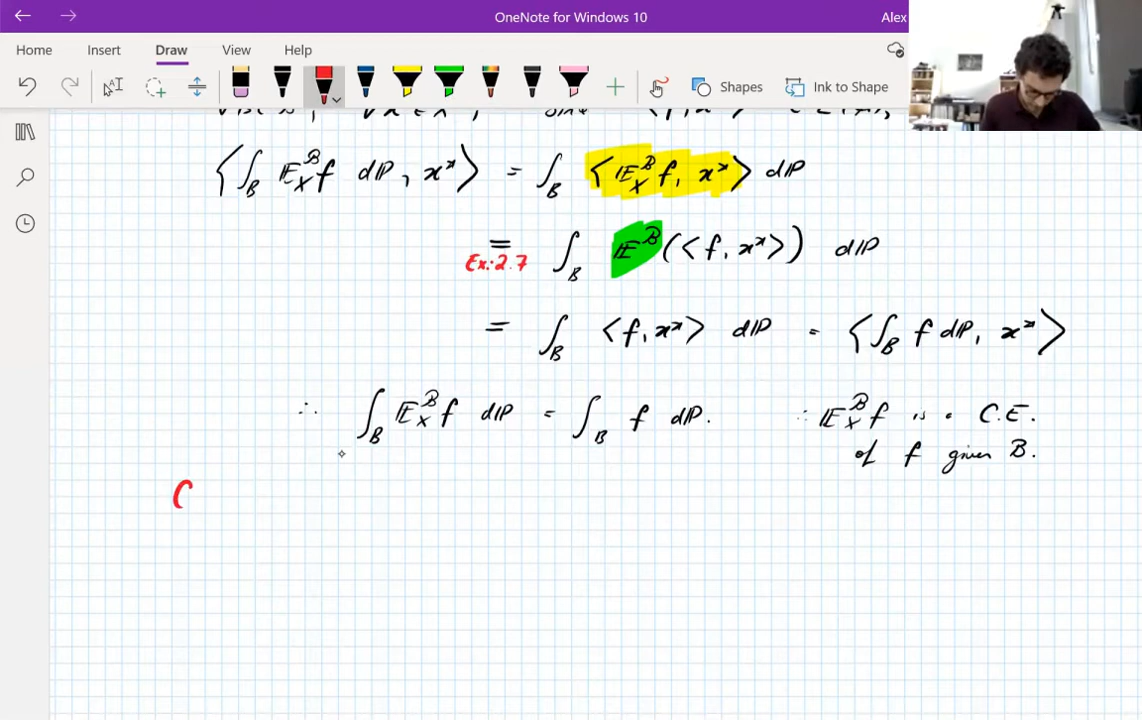 OneNote for Windows 10
Alex
Home Insert Draw View Help
Shapes Ink to Shape
⟨∫_B 𝔼_X^ℬ f dℙ, x*⟩ = ∫_B ⟨𝔼_X^ℬ f, x*⟩ dℙ
= ∫_B 𝔼^ℬ(⟨f, x*⟩) dℙ
Ex. 2.7
= ∫_B ⟨f, x*⟩ dℙ = ⟨∫_B f dℙ, x*⟩
∴ ∫_B 𝔼_X^ℬ f dℙ = ∫_B f dℙ. ∴ 𝔼_X^ℬ f is a C.E.
of f given ℬ.
C